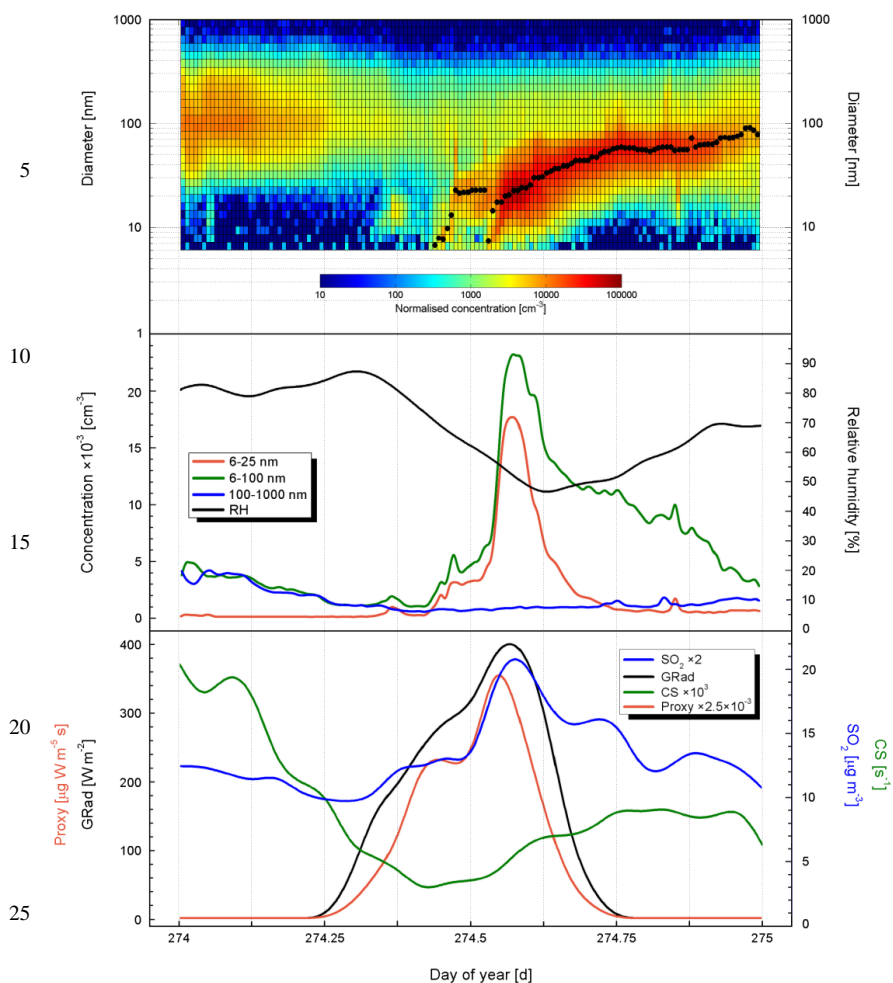 1000
1000
100
100
10
10
Diameter [nm]
Diameter [nm]
5
10 100 1000 10000 100000
Normalised concentration [cm⁻³]
1
10
20
15
10
5
0
Concentration ×10⁻³ [cm⁻³]
6-25 nm
6-100 nm
100-1000 nm
RH
90
80
70
60
50
40
30
20
10
0
Relative humidity [%]
15
400
300
200
100
0
Proxy [µg W m⁻⁵ s]
GRad [W m⁻²]
SO₂ ×2
GRad
CS ×10³
Proxy ×2.5×10⁻³
20
15
10
5
0
SO₂ [µg m⁻³]
CS [s⁻¹]
20
25
274 274.25 274.5 274.75 275
Day of year [d]